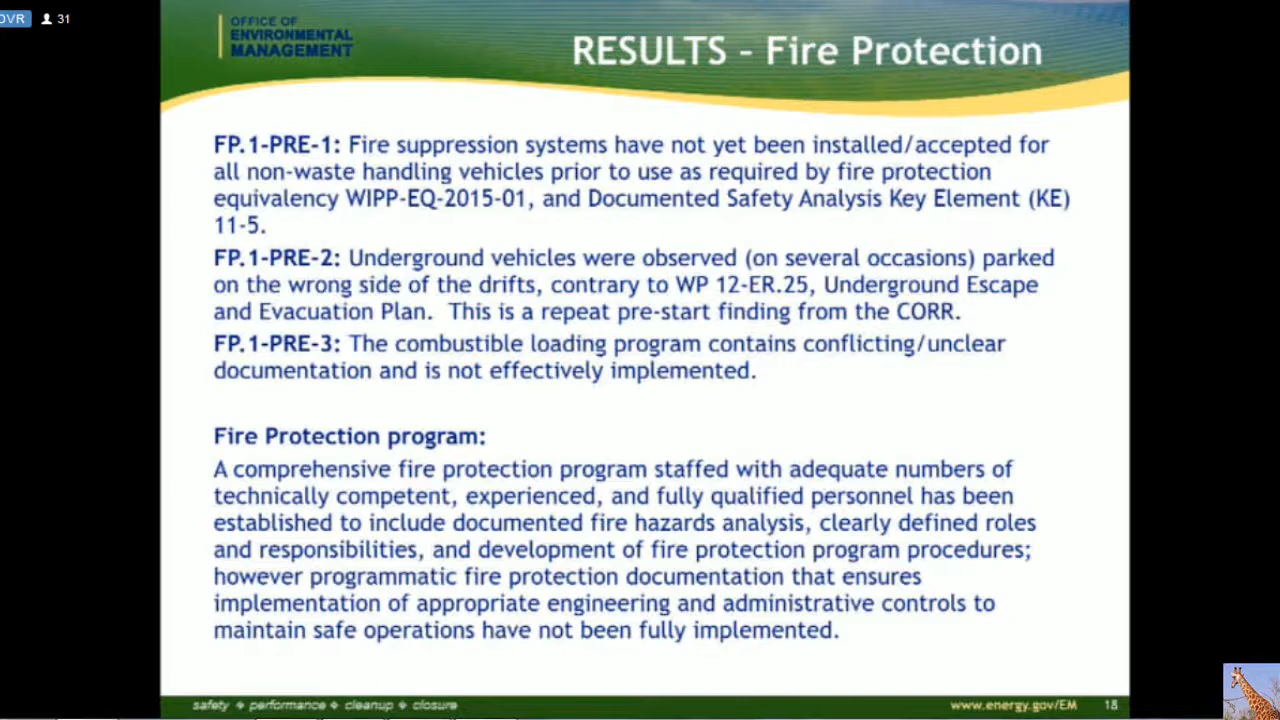 OVR 31
OFFICE OF
ENVIRONMENTAL
MANAGEMENT
RESULTS – Fire Protection
FP.1-PRE-1: Fire suppression systems have not yet been installed/accepted for
all non-waste handling vehicles prior to use as required by fire protection
equivalency WIPP-EQ-2015-01, and Documented Safety Analysis Key Element (KE)
11-5.
FP.1-PRE-2: Underground vehicles were observed (on several occasions) parked
on the wrong side of the drifts, contrary to WP 12-ER.25, Underground Escape
and Evacuation Plan. This is a repeat pre-start finding from the CORR.
FP.1-PRE-3: The combustible loading program contains conflicting/unclear
documentation and is not effectively implemented.
Fire Protection program:
A comprehensive fire protection program staffed with adequate numbers of
technically competent, experienced, and fully qualified personnel has been
established to include documented fire hazards analysis, clearly defined roles
and responsibilities, and development of fire protection program procedures;
however programmatic fire protection documentation that ensures
implementation of appropriate engineering and administrative controls to
maintain safe operations have not been fully implemented.
safety ❖ performance ❖ cleanup ❖ closure
www.energy.gov/EM 18